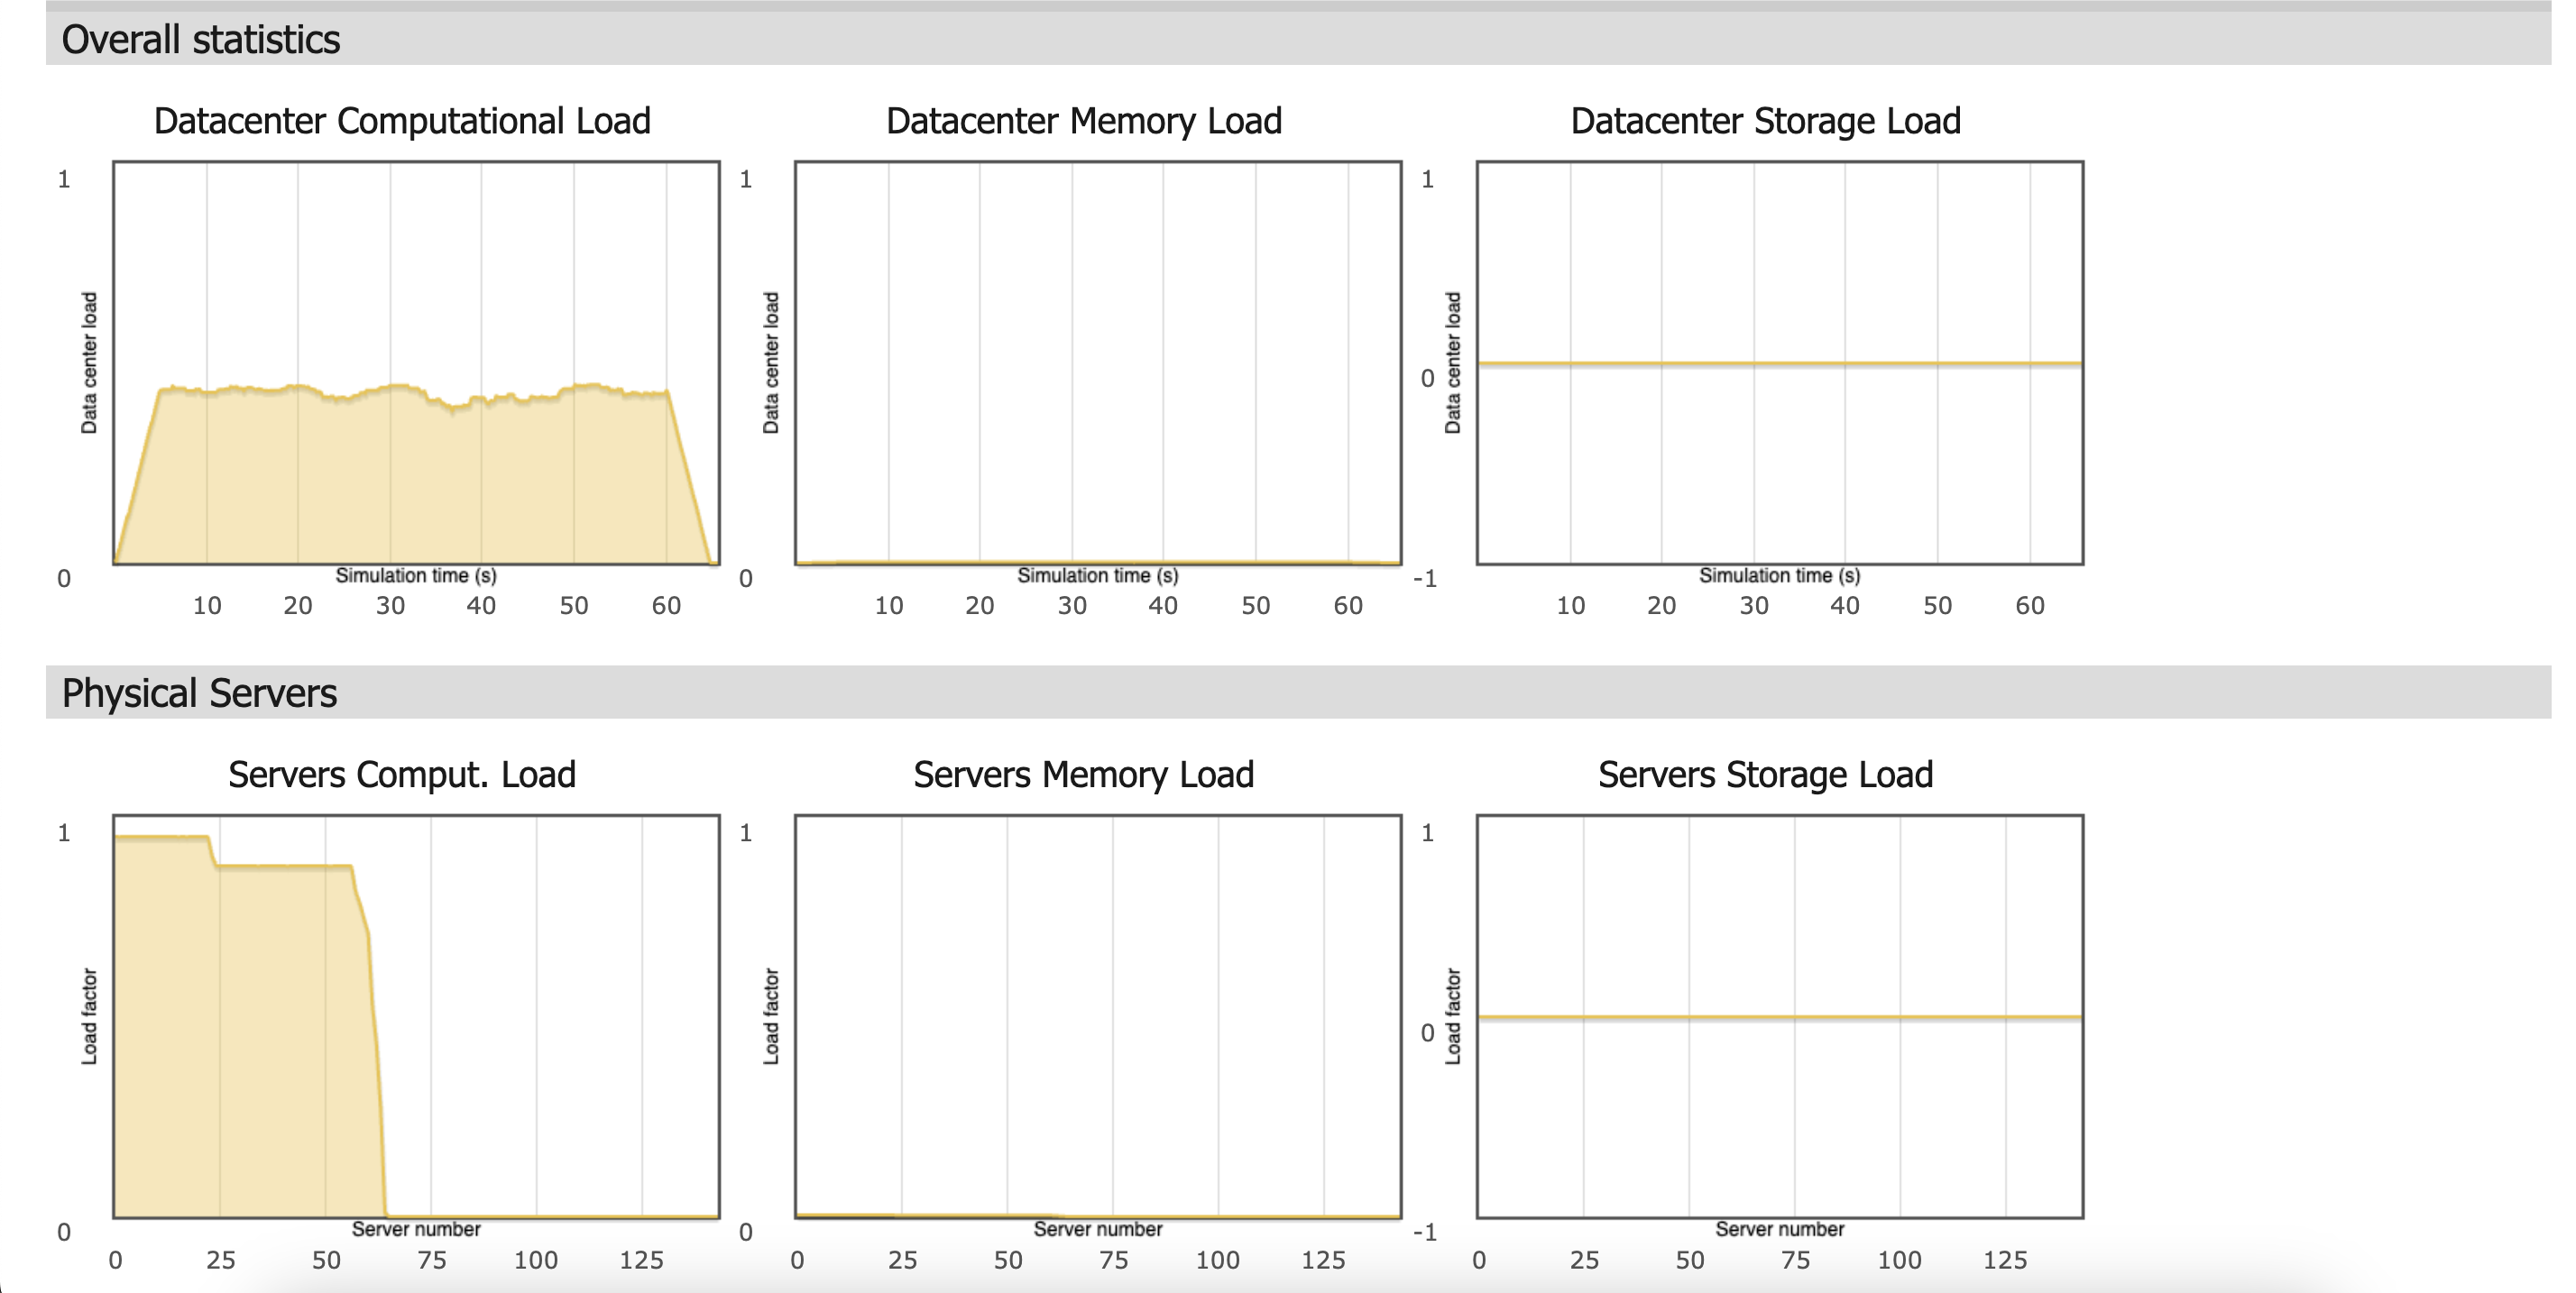 Overall statistics
Datacenter Computational Load
Datacenter Memory Load
Datacenter Storage Load
1
Data center load
0
Simulation time (s)
10 20 30 40 50 60
1
Data center load
0
Simulation time (s)
10 20 30 40 50 60
1
0
Data center load
-1
Simulation time (s)
10 20 30 40 50 60
Physical Servers
Servers Comput. Load
Servers Memory Load
Servers Storage Load
1
Load factor
0
Server number
0 25 50 75 100 125
1
Load factor
0
Server number
0 25 50 75 100 125
1
0
Load factor
-1
Server number
0 25 50 75 100 125